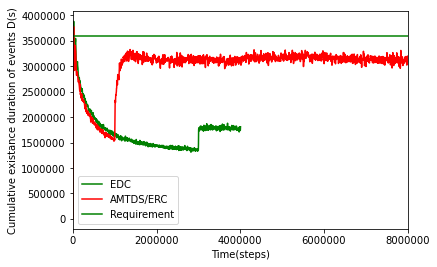 Cumulative existance duration of events D(s)
4000000
3500000
3000000
2500000
2000000
1500000
1000000
500000
0
EDC
AMTDS/ERC
Requirement
0 2000000 4000000 6000000 8000000
Time(steps)